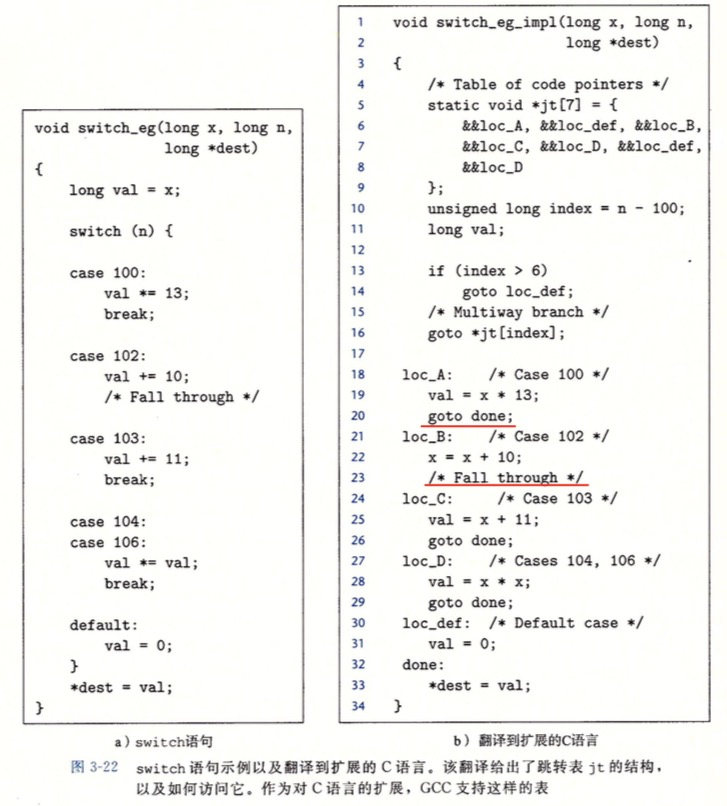 void switch_eg(long x, long n,
               long *dest)
{
    long val = x;

    switch (n) {

    case 100:
        val *= 13;
        break;

    case 102:
        val += 10;
        /* Fall through */

    case 103:
        val += 11;
        break;

    case 104:
    case 106:
        val *= val;
        break;

    default:
        val = 0;
    }
    *dest = val;
}
a）switch语句
1 void switch_eg_impl(long x, long n,
2                     long *dest)
3 {
4     /* Table of code pointers */
5     static void *jt[7] = {
6         &&loc_A, &&loc_def, &&loc_B,
7         &&loc_C, &&loc_D, &&loc_def,
8         &&loc_D
9     };
10     unsigned long index = n - 100;
11     long val;
12
13     if (index > 6)
14         goto loc_def;
15     /* Multiway branch */
16     goto *jt[index];
17
18  loc_A:    /* Case 100 */
19     val = x * 13;
20     goto done;
21  loc_B:    /* Case 102 */
22     x = x + 10;
23     /* Fall through */
24  loc_C:     /* Case 103 */
25     val = x + 11;
26     goto done;
27  loc_D:    /* Cases 104, 106 */
28     val = x * x;
29     goto done;
30  loc_def:  /* Default case */
31     val = 0;
32  done:
33     *dest = val;
34 }
b）翻译到扩展的C语言
图 3-22 switch 语句示例以及翻译到扩展的 C 语言。该翻译给出了跳转表 jt 的结构，
以及如何访问它。作为对 C 语言的扩展，GCC 支持这样的表